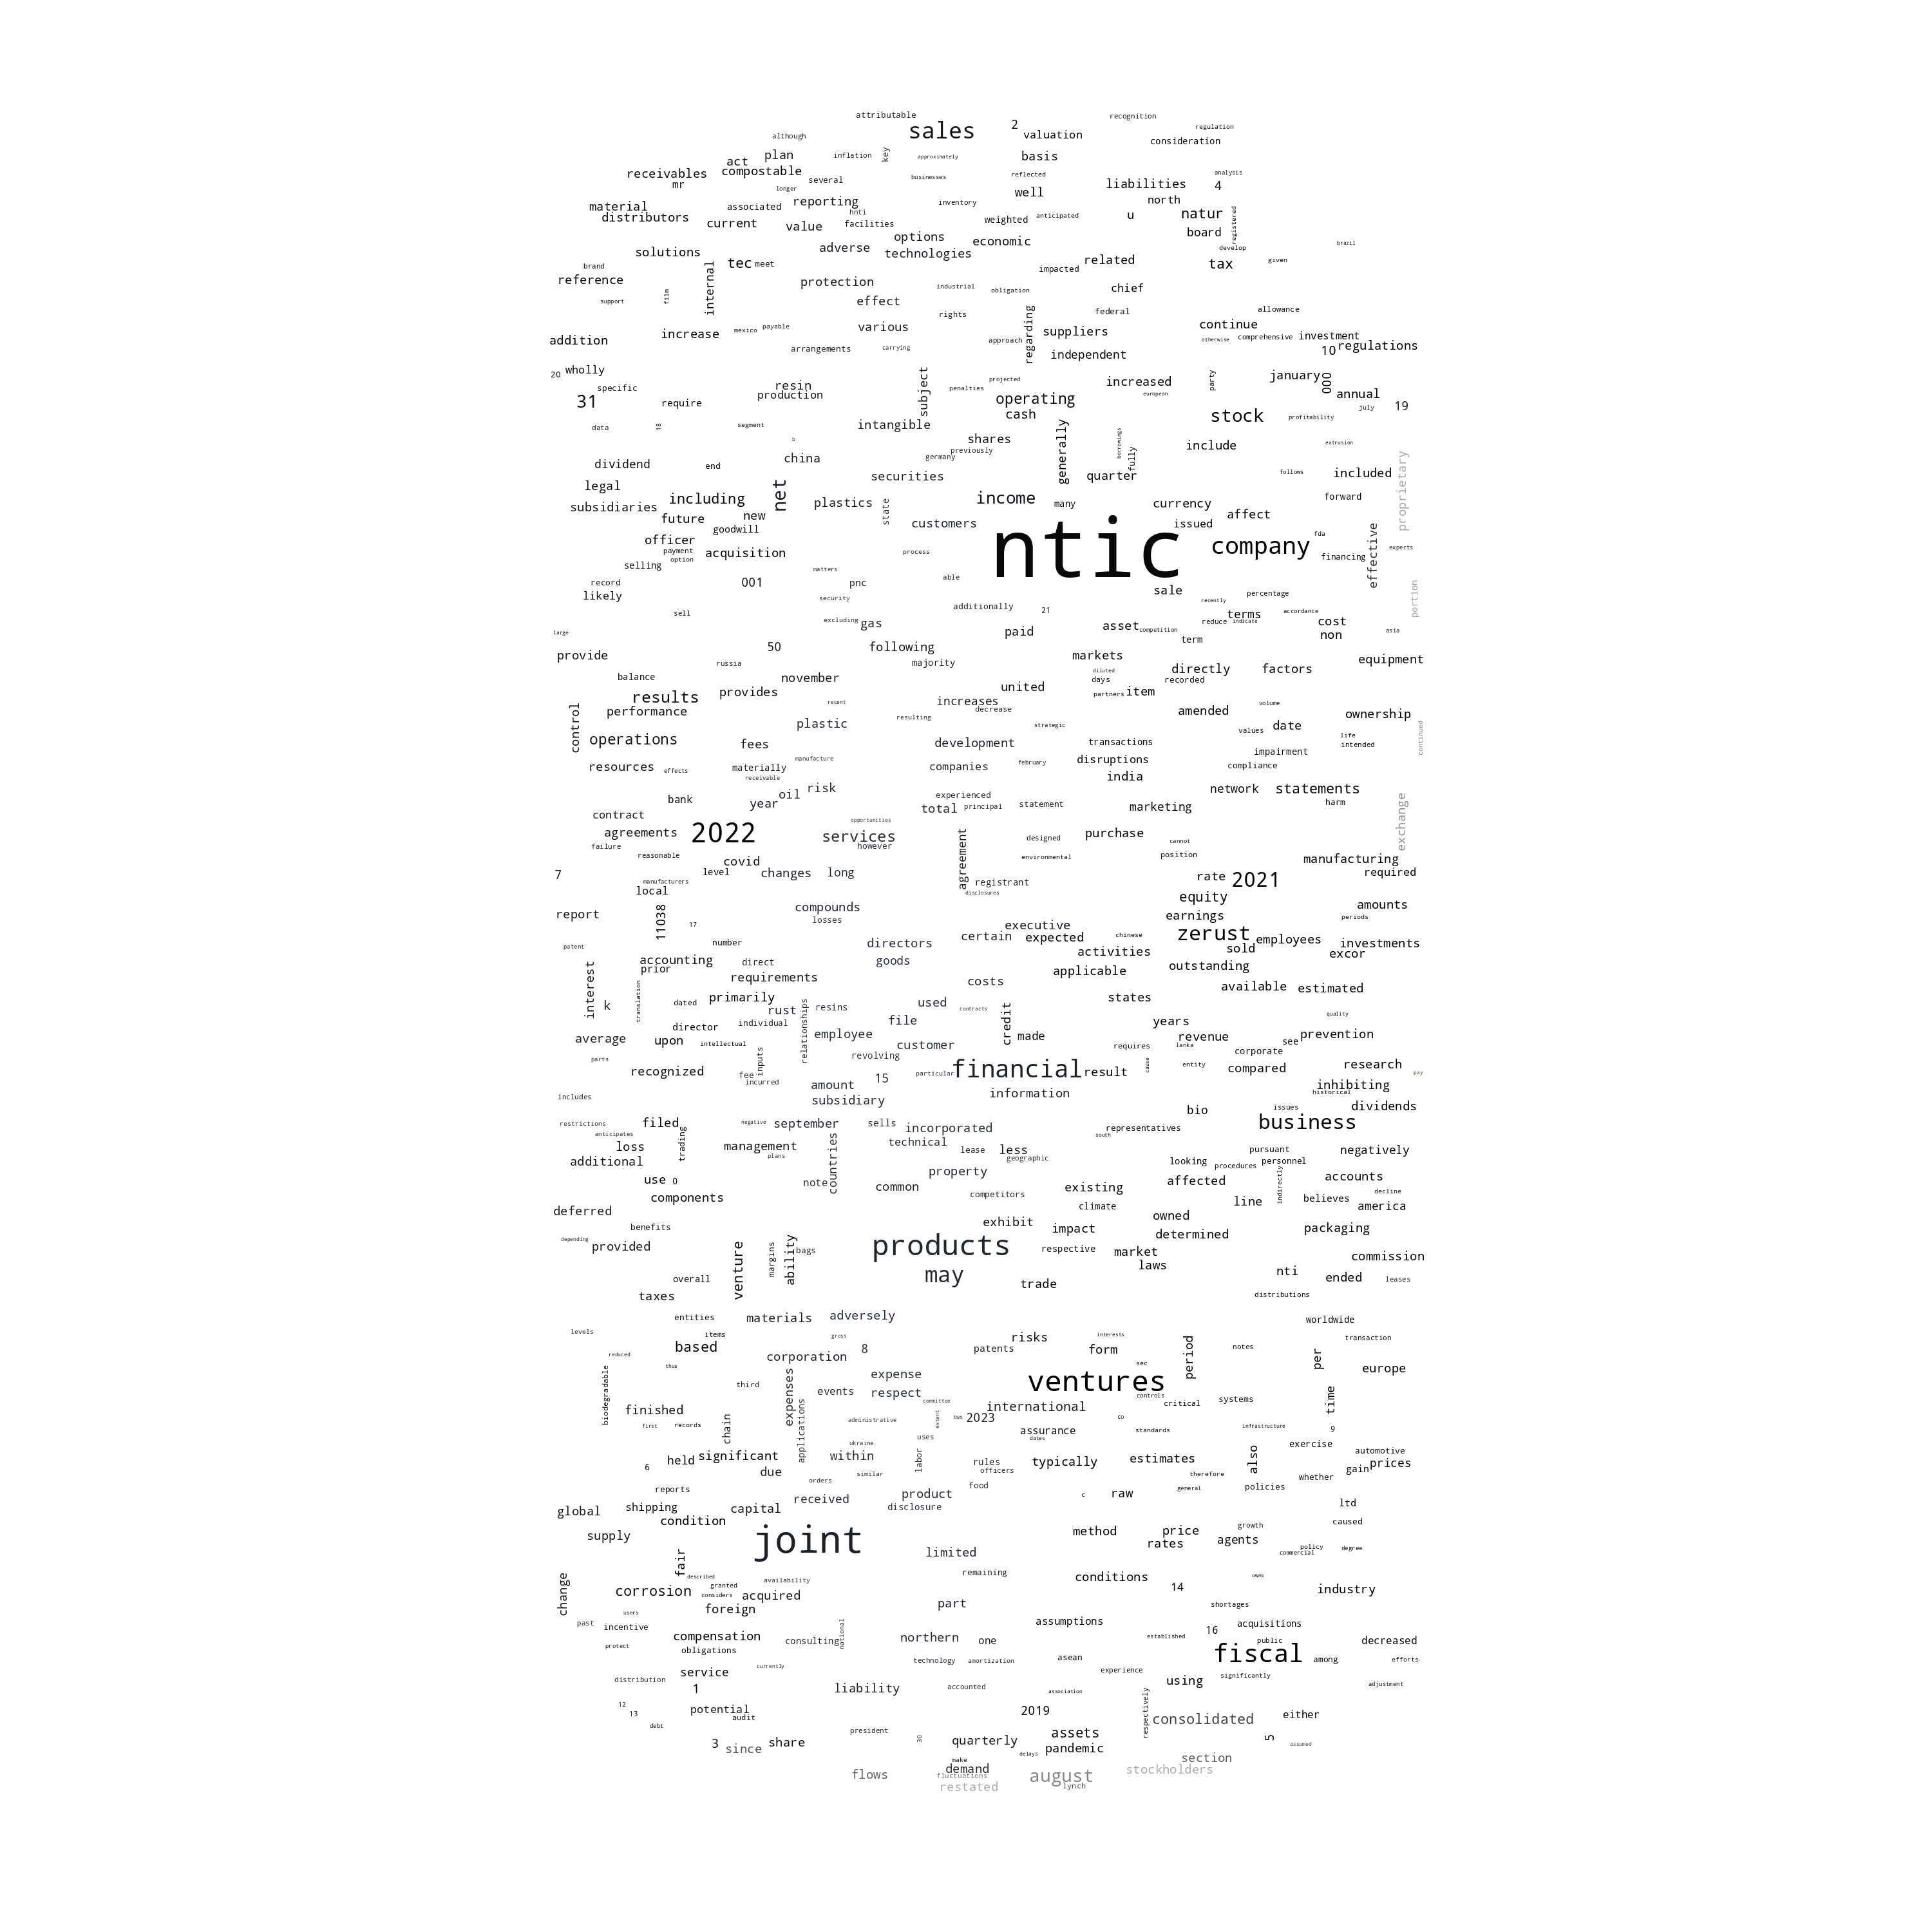 attributable
recognition
sales
2
valuation
regulation
although
consideration
act
plan
inflation
key
approximately
basis
receivables
mr
compostable
several
businesses
reflected
analysis
longer
well
liabilities
4
material
distributors
associated
reporting
hnti
inventory
north
current
value
facilities
weighted
anticipated
u
natur
registered
board
options
economic
solutions
adverse
technologies
develop
brazil
brand
tec
meet
related
tax
given
reference
internal
impacted
support
film
protection
industrial
obligation
chief
effect
rights
regarding
federal
allowance
addition
increase
mexico
payable
various
suppliers
continue
arrangements
carrying
approach
independent
otherwise
comprehensive
investment
10
regulations
20
wholly
specific
resin
production
subject
projected
penalties
increased
european
party
january
000
annual
31
require
operating
cash
stock
profitability
july
19
data
18
segment
intangible
generally
borrowings
fully
b
shares
previously
include
extrusion
dividend
end
china
germany
quarter
follows
included
proprietary
legal
securities
subsidiaries
including
net
plastics
state
income
many
currency
forward
future
new
goodwill
customers
issued
affect
officer
payment
option
acquisition
process
ntic
company
fda
financing
effective
expects
selling
matters
record
001
pnc
able
sale
likely
security
recently
percentage
portion
sell
additionally
21
terms
accordance
large
excluding
gas
paid
asset
competition
reduce
indicate
cost
non
asia
term
provide
50
following
markets
russia
majority
directly
factors
equipment
balance
november
diluted
days
recorded
results
provides
united
partners
item
performance
recent
increases
decrease
volume
control
plastic
resulting
strategic
amended
values
date
ownership
continued
operations
fees
development
transactions
life
intended
impairment
resources
effects
manufacture
materially
receivable
companies
february
disruptions
compliance
india
bank
year
oil
risk
experienced
network
statements
harm
total
principal
statement
marketing
contract
opportunities
exchange
agreements
2022
services
however
agreement
designed
purchase
cannot
failure
reasonable
covid
environmental
position
manufacturing
7
level
changes
long
registrant
disclosures
rate
2021
required
manufacturers
local
equity
report
11038
compounds
losses
amounts
periods
17
executive
earnings
patent
number
directors
certain
expected
chinese
zerust
sold
employees
investments
excor
accounting
prior
direct
goods
activities
interest
requirements
applicable
outstanding
translation
costs
available
estimated
k
dated
primarily
rust
relationships
resins
used
contracts
states
director
individual
file
credit
years
quality
average
upon
intellectual
employee
made
revenue
see
prevention
customer
requires
lanka
corporate
parts
inputs
revolving
cause
entity
compared
research
recognized
fee
incurred
particular
financial
result
pay
amount
15
inhibiting
historical
includes
subsidiary
information
bio
issues
dividends
restrictions
filed
negative
september
sells
incorporated
representatives
business
anticipates
trading
south
loss
management
technical
lease
less
pursuant
negatively
additional
plans
countries
geographic
looking
procedures
personnel
property
indirectly
accounts
use
0
note
common
existing
affected
decline
components
competitors
line
believes
america
deferred
climate
owned
benefits
exhibit
impact
packaging
depending
provided
venture
margins
ability
bags
products
respective
determined
market
commission
laws
overall
may
trade
nti
ended
leases
taxes
distributions
entities
materials
adversely
worldwide
levels
items
gross
risks
interests
transaction
based
8
patents
form
period
notes
reduced
corporation
per
thus
sec
europe
biodegradable
third
expenses
expense
ventures
events
respect
committee
controls
systems
time
finished
applications
international
critical
first
records
chain
administrative
extent
two
2023
co
infrastructure
9
assurance
dates
standards
ukraine
uses
also
exercise
automotive
significant
within
labor
typically
estimates
prices
6
held
due
similar
rules
officers
therefore
gain
orders
whether
reports
food
general
policies
global
shipping
capital
received
product
disclosure
c
raw
ltd
condition
caused
supply
joint
method
price
growth
rates
agents
fair
limited
policy
commercial
degree
described
remaining
conditions
owns
change
corrosion
granted
availability
considers
acquired
14
industry
foreign
part
shortages
users
past
incentive
national
assumptions
acquisitions
16
compensation
consulting
northern
one
established
public
decreased
protect
obligations
fiscal
technology
amortization
asean
among
efforts
currently
service
experience
distribution
using
significantly
1
liability
accounted
association
adjustment
12
13
potential
audit
2019
respectively
debt
president
consolidated
either
30
assets
3
since
share
quarterly
pandemic
5
assumed
delays
make
section
flows
demand
fluctuations
august
stockholders
restated
lynch